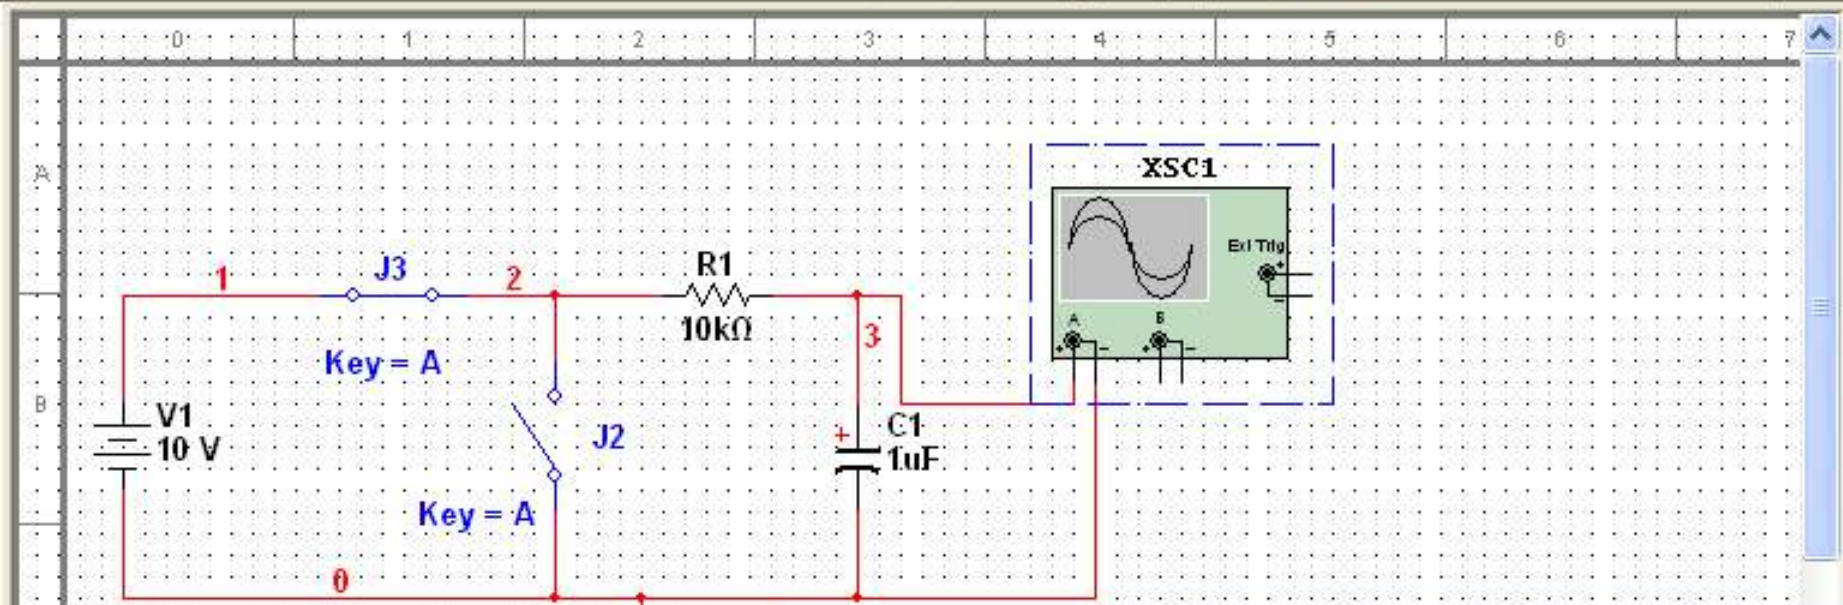 0 1 2 3 4 5 6 7
A
XSC1
Ext Trig
+
-
1 J3 2 R1
A B
+ - + -
10kΩ
3
Key = A
B
V1
10 V
J2
+ C1
1uF
Key = A
0